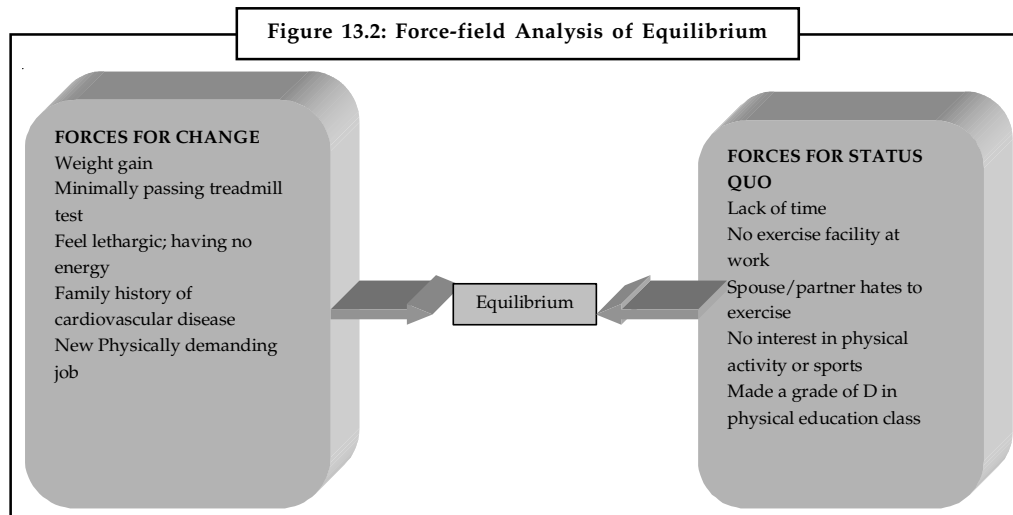 Figure 13.2: Force-field Analysis of Equilibrium
FORCES FOR CHANGE
Weight gain
Minimally passing treadmill
test
Feel lethargic; having no
energy
Family history of
cardiovascular disease
New Physically demanding
job
Equilibrium
FORCES FOR STATUS
QUO
Lack of time
No exercise facility at
work
Spouse/partner hates to
exercise
No interest in physical
activity or sports
Made a grade of D in
physical education class